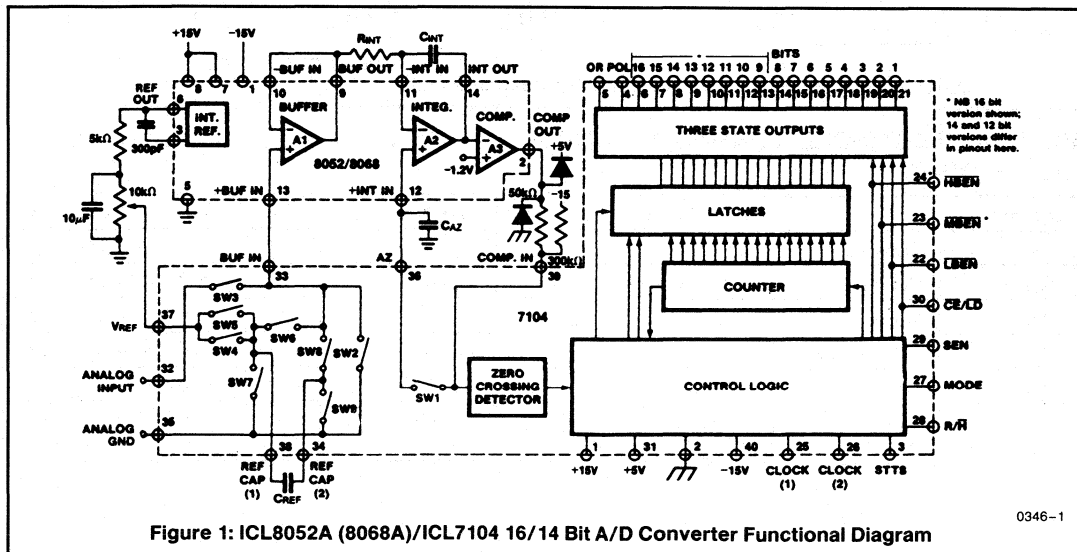 +15V -15V
RINT CINT
-BUF IN BUF OUT -INT IN INT OUT
8 7 1 10 9 11 14
REF OUT
6
3
INT. REF.
5kΩ
300pF
10kΩ
10μF
BUFFER
A1
8052/8068
INTEG.
A2
COMP.
A3
-1.2V
COMP OUT
2
+5V
50kΩ
-15
300kΩ
5
+BUF IN 13
+INT IN 12
CAZ
BUF IN 33
AZ 36
COMP. IN 39
7104
VREF
37
SW3
SW5
SW4
SW6
SW7
SW8
SW2
SW9
SW1
ANALOG INPUT
32
ANALOG GND
35
38 34
REF CAP (1)
REF CAP (2)
CREF
ZERO CROSSING DETECTOR
BITS
OR POL 16 15 14 13 12 11 10 9 8 7 6 5 4 3 2 1
5 4 6 7 8 9 10 11 12 13 14 15 16 17 18 19 20 21
THREE STATE OUTPUTS
LATCHES
COUNTER
CONTROL LOGIC
* NB 16 bit
version shown;
14 and 12 bit
versions differ
in pinout here.
24 HBEN
23 MBEN *
22 LBEN
30 CE/LD
29 SEN
27 MODE
28 R/H
1 31 2 40 25 26 3
+15V +5V -15V CLOCK (1) CLOCK (2) STTS
0346-1
Figure 1: ICL8052A (8068A)/ICL7104 16/14 Bit A/D Converter Functional Diagram